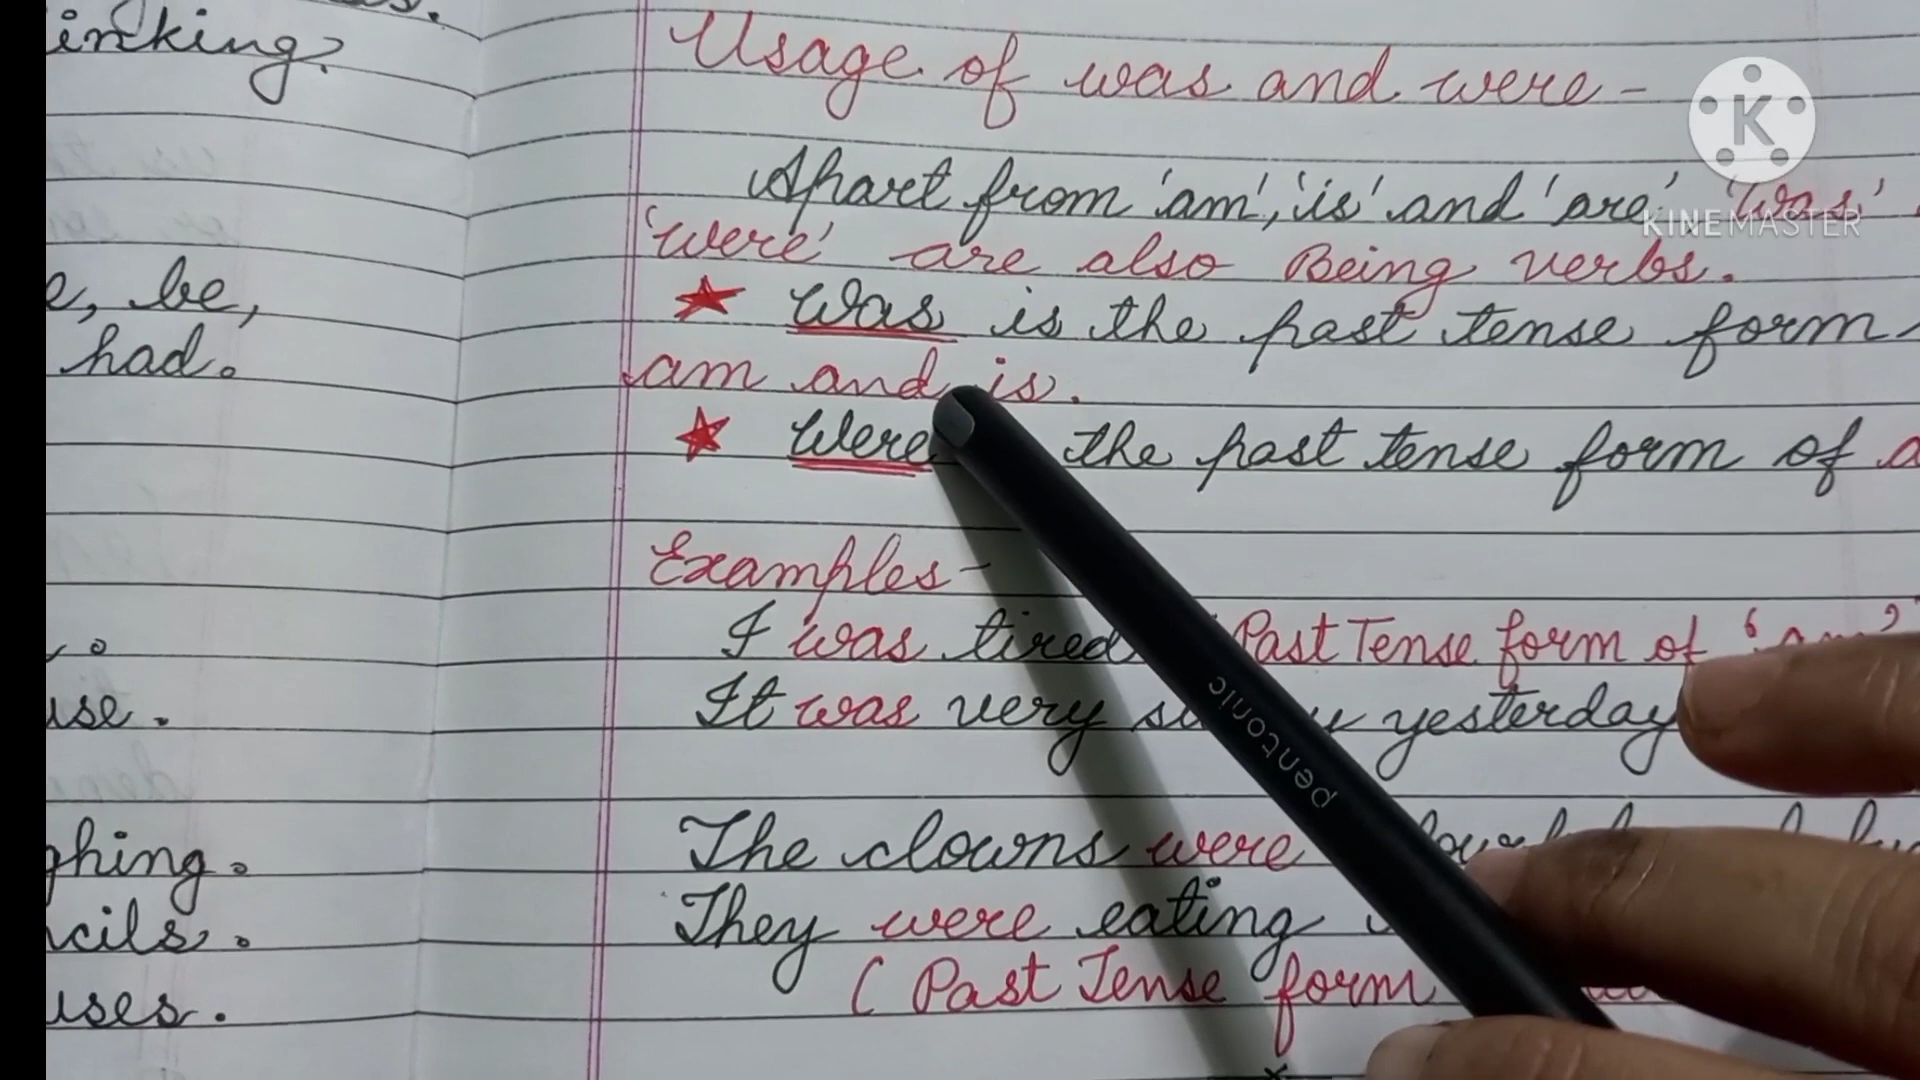 inking?
e, be,
had.
use.
ghing.
ncils.
uses.
Usage of was and were -
Apart from 'am', 'is' and 'are', 'was'
'were' are also Being verbs.
★ Was is the past tense form
am and is.
★ Were the past tense form of
Examples -
I was tired Past Tense form of 'am'
It was very yesterday
The clowns were
They were eating
( Past Tense form
K
KINEMASTER
pentonic